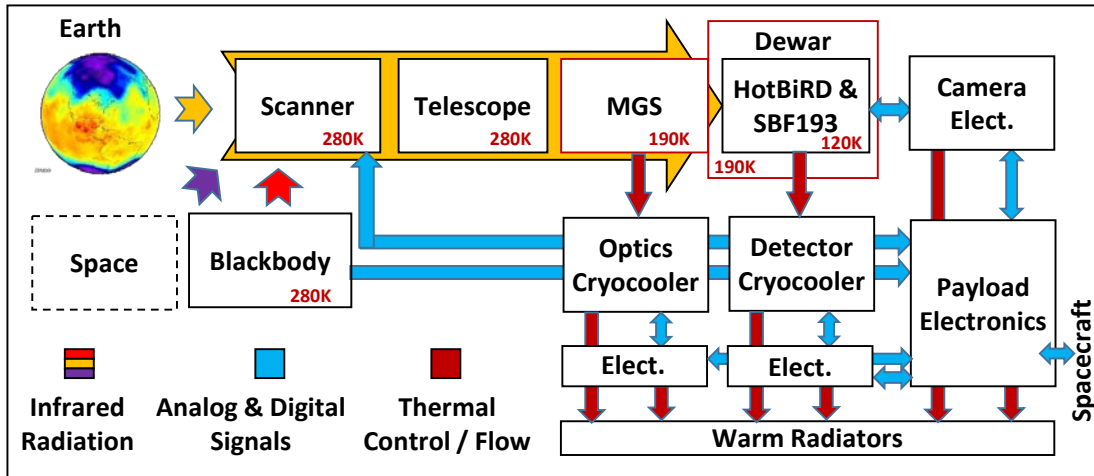 Earth
Dewar
Scanner
280K
Telescope
280K
MGS
190K
HotBiRD &
SBF193
120K
190K
Camera
Elect.
Space
Blackbody
280K
Optics
Cryocooler
Detector
Cryocooler
Payload
Electronics
Elect.
Elect.
Spacecraft
Infrared
Radiation
Analog & Digital
Signals
Thermal
Control / Flow
Warm Radiators